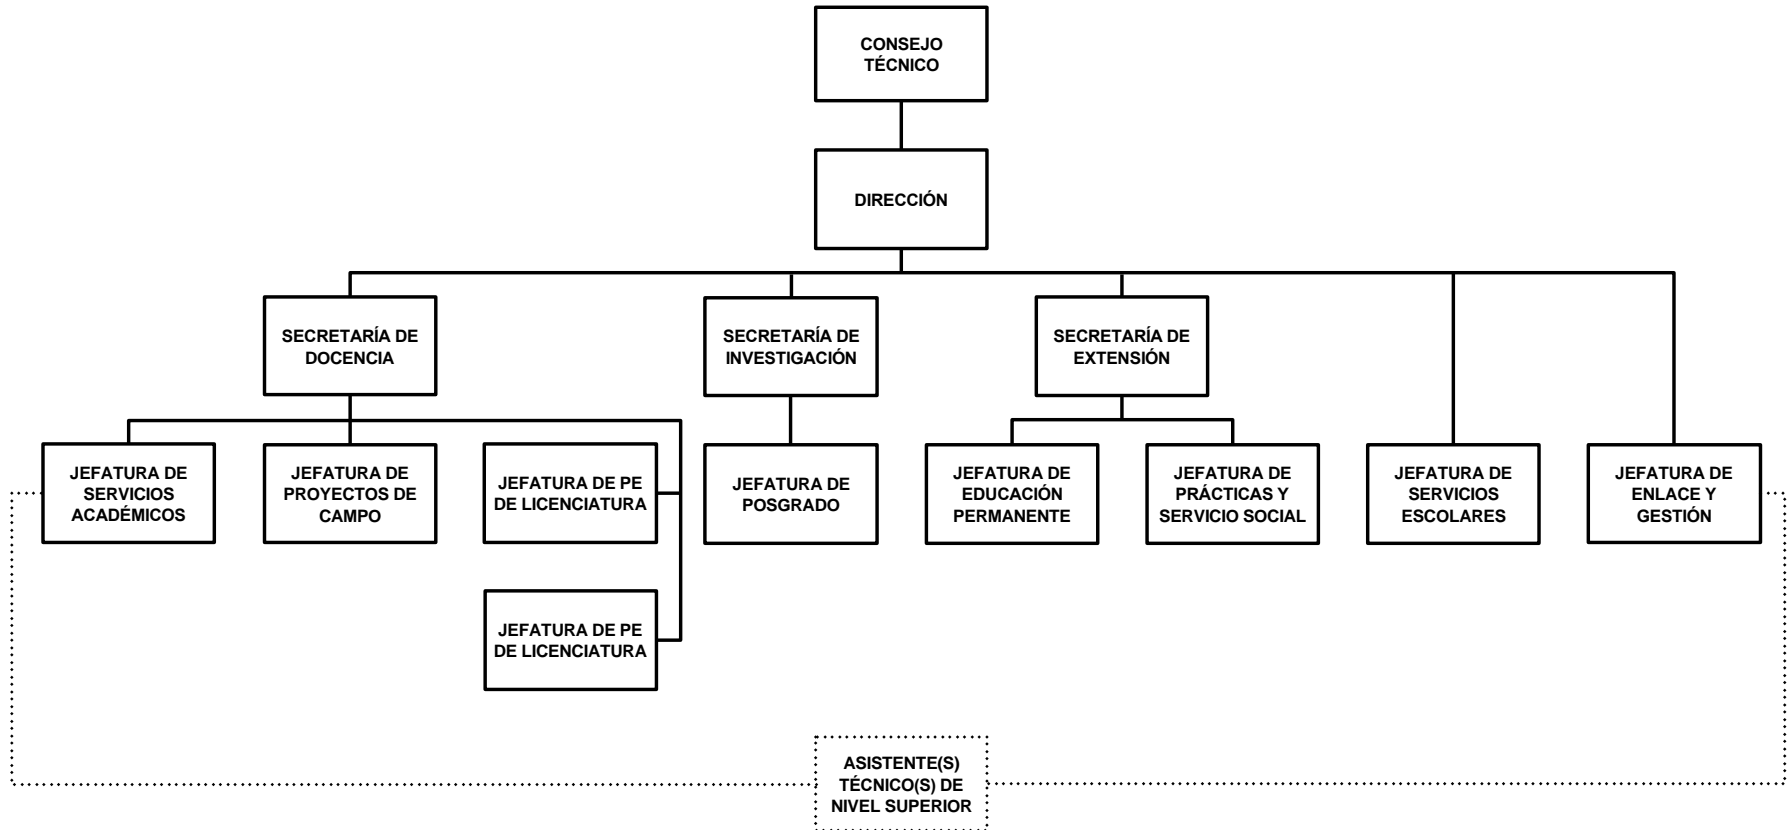 CONSEJO
TÉCNICO
DIRECCIÓN
SECRETARÍA DE
DOCENCIA
SECRETARÍA DE
INVESTIGACIÓN
SECRETARÍA DE
EXTENSIÓN
JEFATURA DE
SERVICIOS
ACADÉMICOS
JEFATURA DE
PROYECTOS DE
CAMPO
JEFATURA DE PE
DE LICENCIATURA
JEFATURA DE
POSGRADO
JEFATURA DE
EDUCACIÓN
PERMANENTE
JEFATURA DE
PRÁCTICAS Y
SERVICIO SOCIAL
JEFATURA DE
SERVICIOS
ESCOLARES
JEFATURA DE
ENLACE Y
GESTIÓN
JEFATURA DE PE
DE LICENCIATURA
ASISTENTE(S)
TÉCNICO(S) DE
NIVEL SUPERIOR